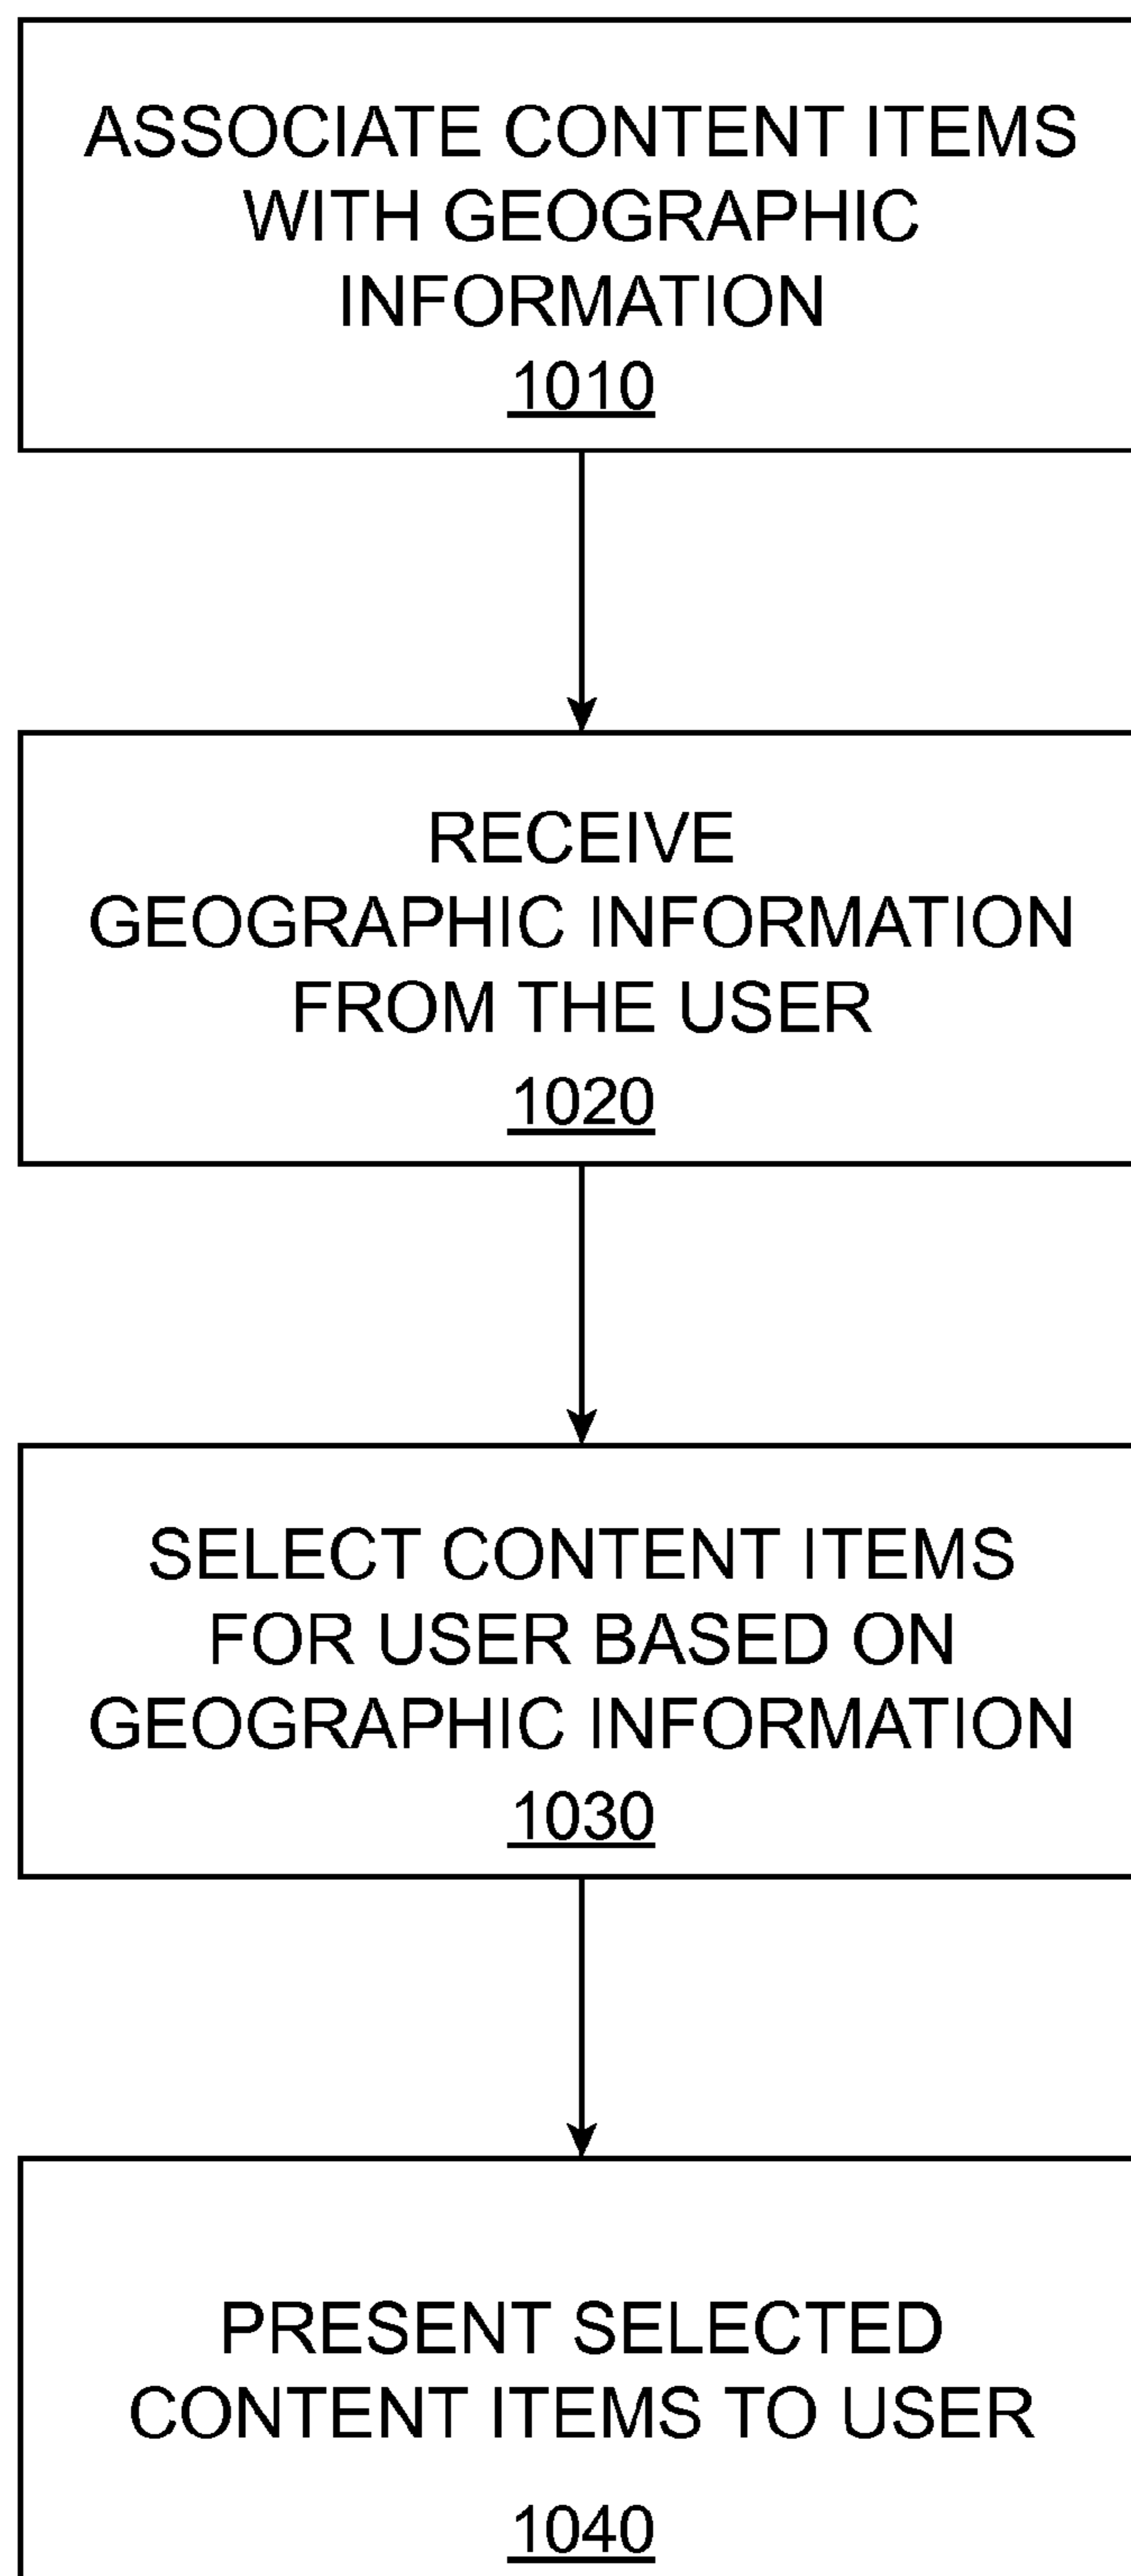 ASSOCIATE CONTENT ITEMS
WITH GEOGRAPHIC
INFORMATION
1010
RECEIVE
GEOGRAPHIC INFORMATION
FROM THE USER
1020
SELECT CONTENT ITEMS
FOR USER BASED ON
GEOGRAPHIC INFORMATION
1030
PRESENT SELECTED
CONTENT ITEMS TO USER
1040